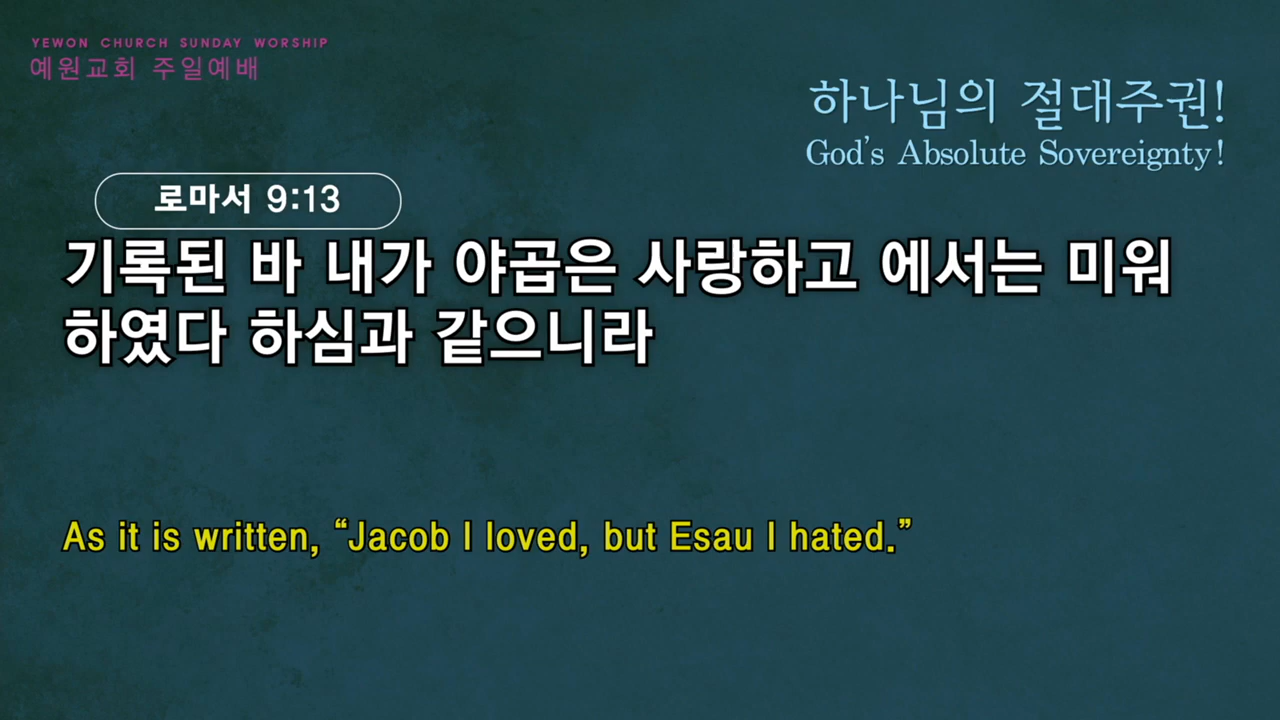 YEWON CHURCH SUNDAY WORSHIP
예원교회 주일예배
하나님의 절대주권!
God's Absolute Sovereignty!
로마서 9:13
기록된 바 내가 야곱은 사랑하고 에서는 미워
하였다 하심과 같으니라
As it is written, “Jacob I loved, but Esau I hated.”